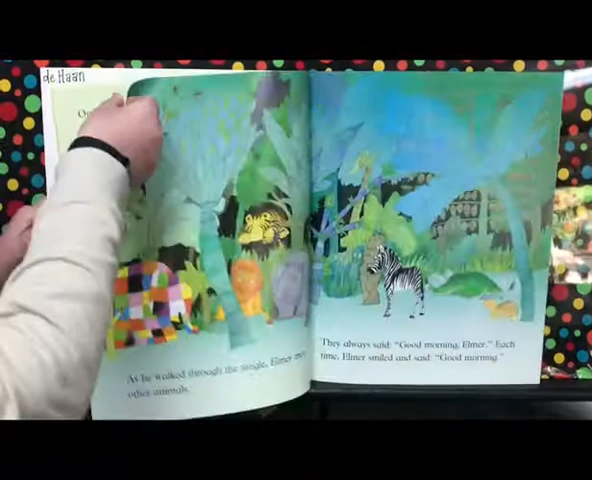 de Haan
As he walked through the jungle, Elmer met
other animals.
They always said: "Good morning, Elmer." Each
time, Elmer smiled and said: "Good morning."